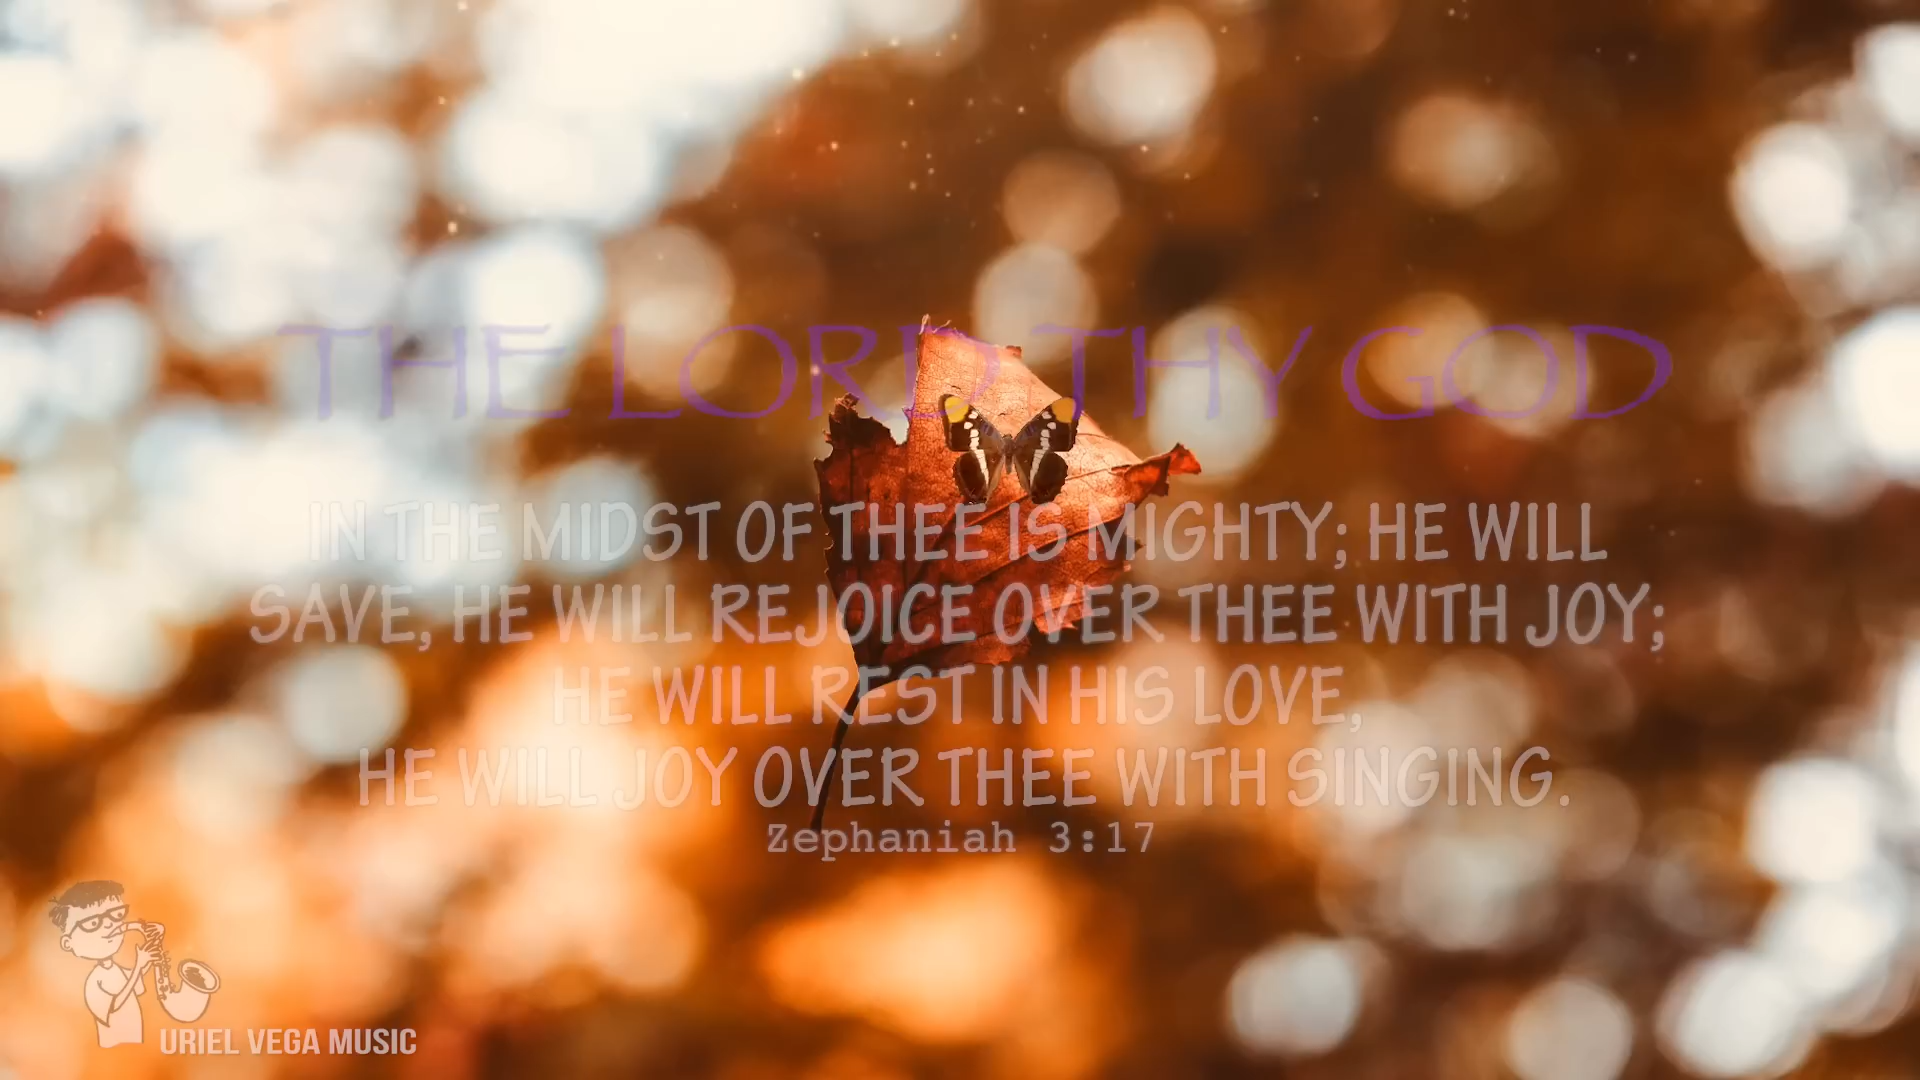 THE LORD THY GOD
IN THE MIDST OF THEE IS MIGHTY; HE WILL
SAVE, HE WILL REJOICE OVER THEE WITH JOY;
HE WILL REST IN HIS LOVE,
HE WILL JOY OVER THEE WITH SINGING.
Zephaniah 3:17
URIEL VEGA MUSIC